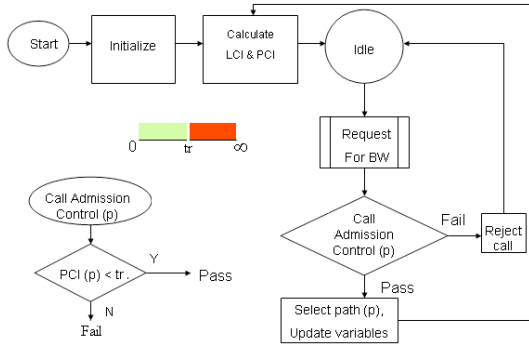 Start
Initialize
Calculate
LCI & PCI
Idle
Request
For BW
0
tr
∞
Call Admission
Control (p)
PCI (p) < tr .
Y
Pass
N
Fail
Call
Admission
Control (p)
Fail
Reject
call
Pass
Select path (p),
Update variables